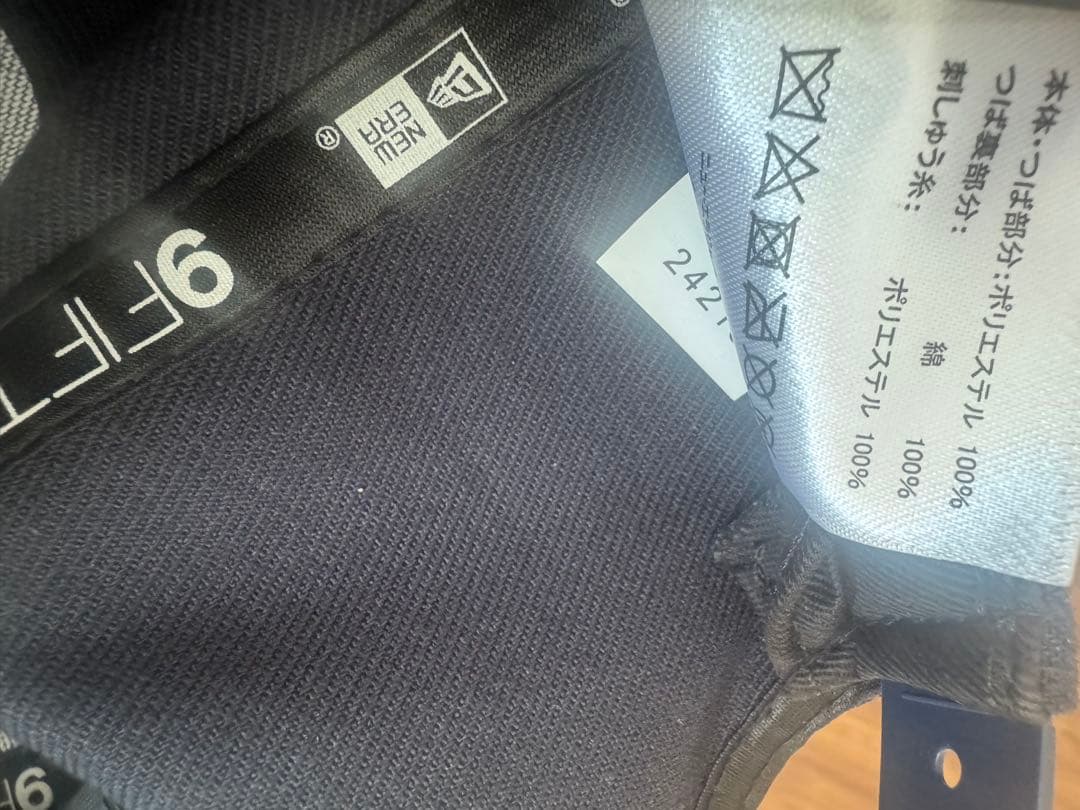 NEW
ERA
®
9FIFT
本体・つば部分:ポリエステル 100%
つば裏部分: 綿 100%
刺しゅう糸: ポリエステル 100%
242
9F